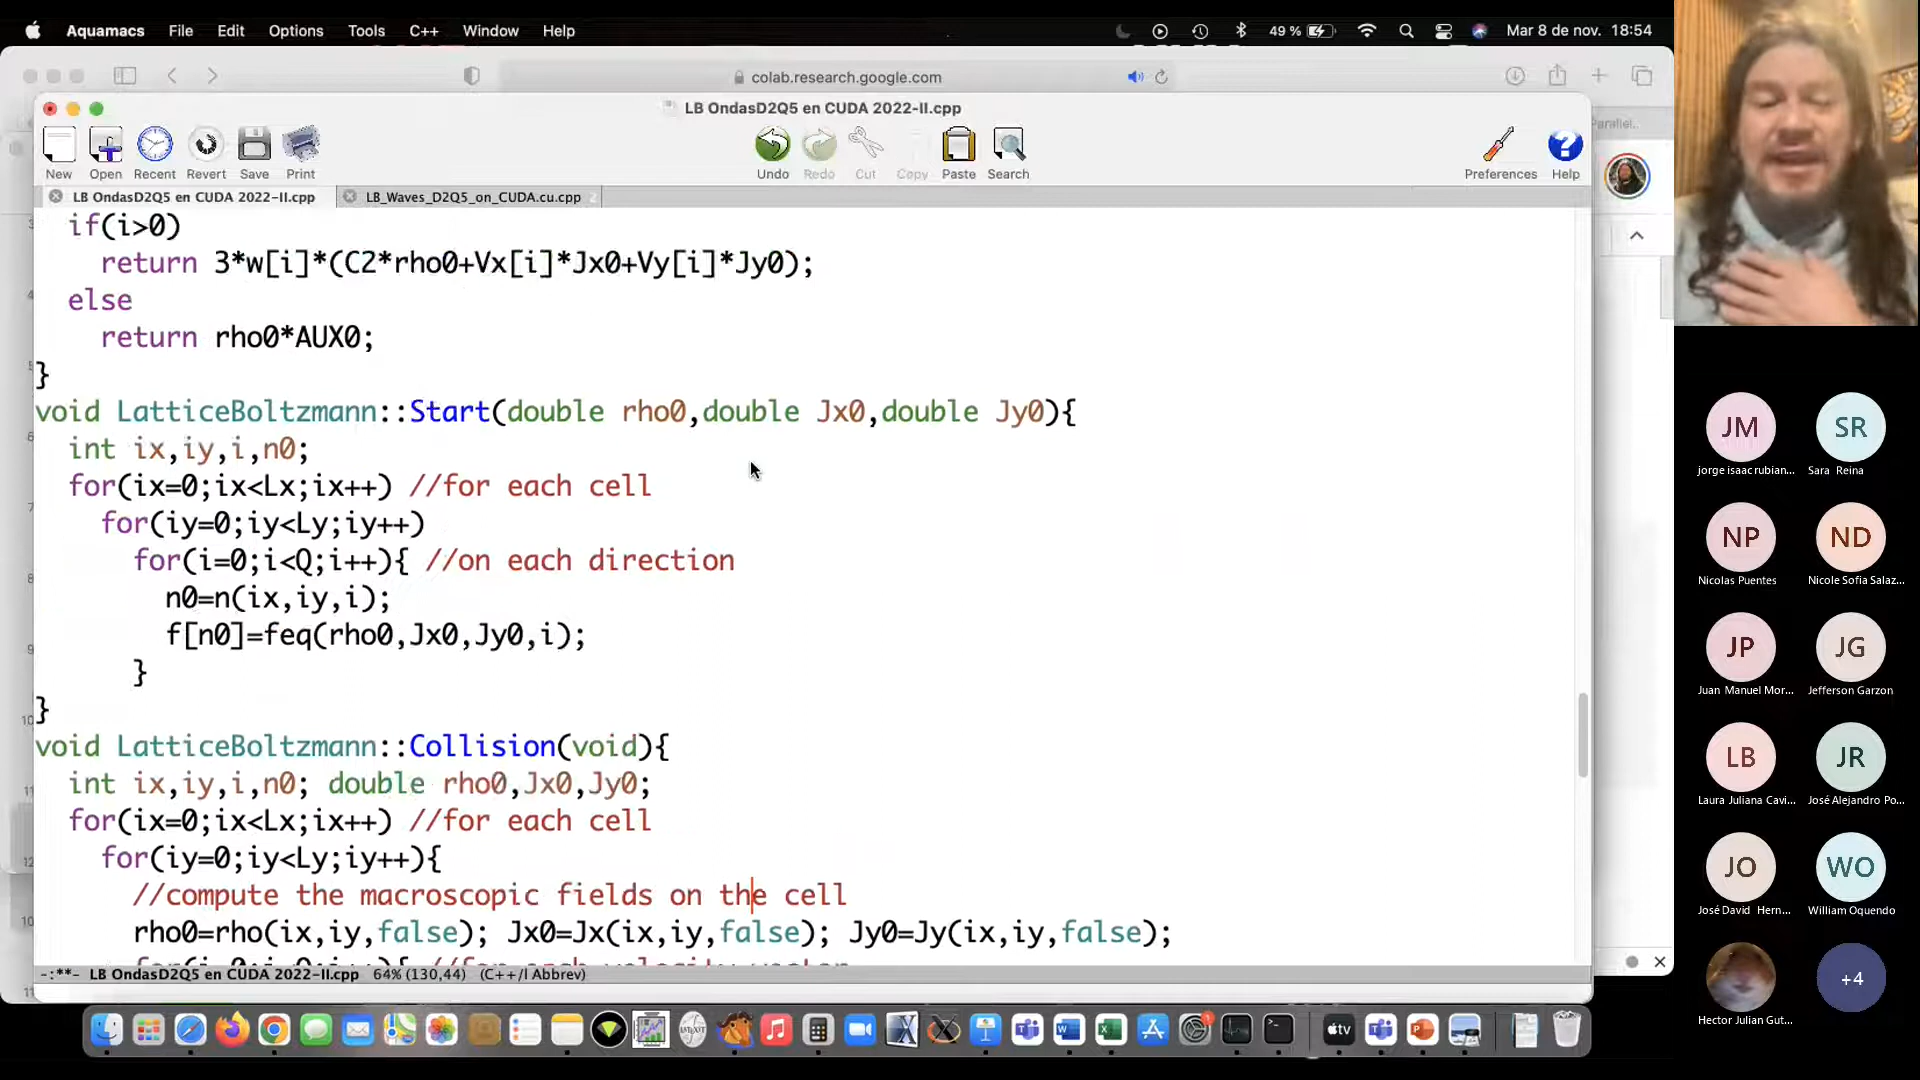 Aquamacs File Edit Options Tools C++ Window Help 49 % Mar 8 de nov. 18:54
colab.research.google.com
LB OndasD2Q5 en CUDA 2022-II.cpp
New Open Recent Revert Save Print Undo Redo Cut Copy Paste Search Preferences Help
LB OndasD2Q5 en CUDA 2022-II.cpp LB_Waves_D2Q5_on_CUDA.cu.cpp
if(i>0)
return 3*w[i]*(C2*rho0+Vx[i]*Jx0+Vy[i]*Jy0);
else
return rho0*AUX0;
}
void LatticeBoltzmann::Start(double rho0,double Jx0,double Jy0){
int ix,iy,i,n0;
for(ix=0;ix<Lx;ix++) //for each cell
for(iy=0;iy<Ly;iy++)
for(i=0;i<Q;i++){ //on each direction
n0=n(ix,iy,i);
f[n0]=feq(rho0,Jx0,Jy0,i);
}
}
void LatticeBoltzmann::Collision(void){
int ix,iy,i,n0; double rho0,Jx0,Jy0;
for(ix=0;ix<Lx;ix++) //for each cell
for(iy=0;iy<Ly;iy++){
//compute the macroscopic fields on the cell
rho0=rho(ix,iy,false); Jx0=Jx(ix,iy,false); Jy0=Jy(ix,iy,false);
-:**- LB OndasD2Q5 en CUDA 2022-II.cpp 64% (130,44) (C++/l Abbrev)
JM SR
jorge isaac rubian... Sara Reina
NP ND
Nicolas Puentes Nicole Sofia Salaz...
JP JG
Juan Manuel Mor... Jefferson Garzon
LB JR
Laura Juliana Cavi... José Alejandro Po...
JO WO
José David Hern... William Oquendo
+4
Hector Julian Gut...
tv